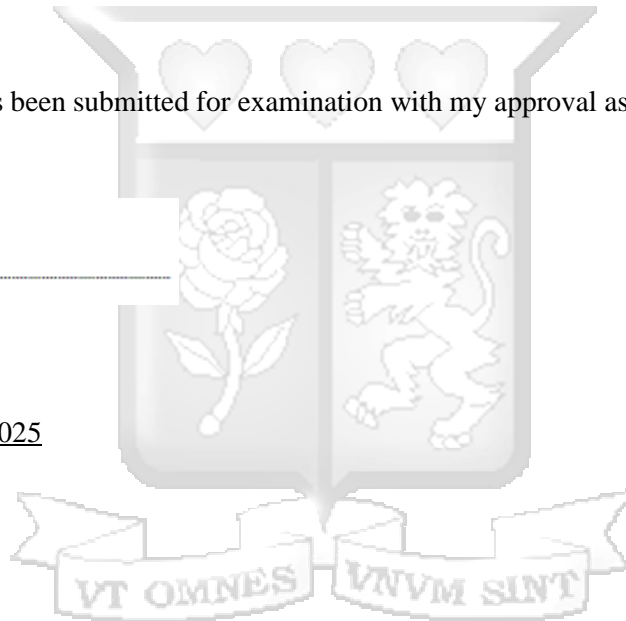 been submitted for examination with my approval as
025
VT OMNES VNVM SINT